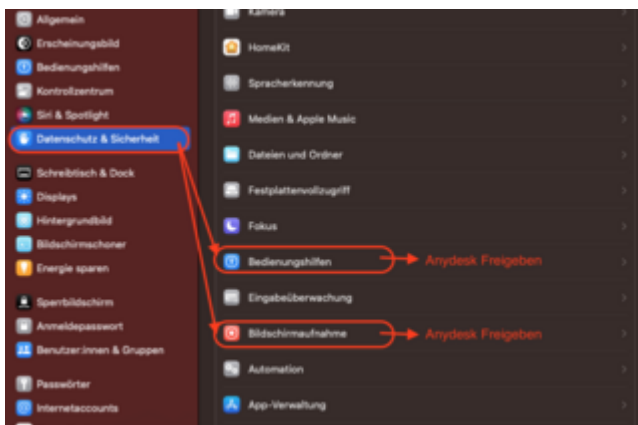 Allgemein
Erscheinungsbild
Bedienungshilfen
Kontrollzentrum
Siri & Spotlight
Datenschutz & Sicherheit
Schreibtisch & Dock
Displays
Hintergrundbild
Bildschirmschoner
Energie sparen
Sperrbildschirm
Anmeldepasswort
Benutzer:innen & Gruppen
Passwörter
Internetaccounts
Kamera
HomeKit
Spracherkennung
Medien & Apple Music
Dateien und Ordner
Festplattenvollzugriff
Fokus
Bedienungshilfen Anydesk Freigeben
Eingabeüberwachung
Bildschirmaufnahme Anydesk Freigeben
Automation
App-Verwaltung